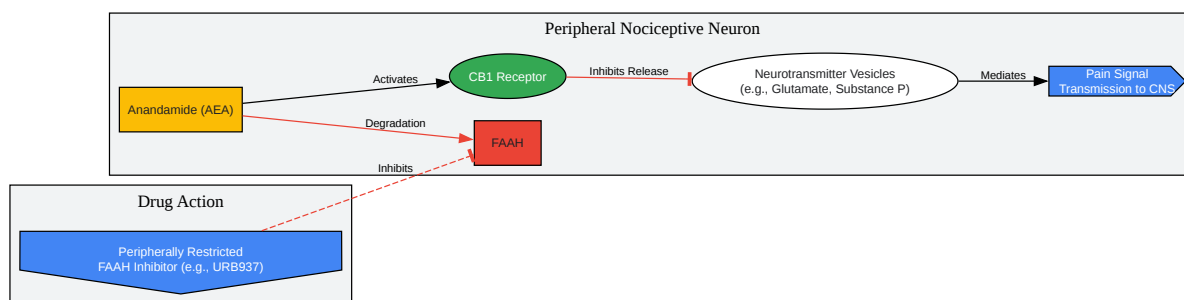 Peripheral Nociceptive Neuron
Anandamide (AEA)
Activates
CB1 Receptor
Inhibits Release
Neurotransmitter Vesicles
(e.g., Glutamate, Substance P)
Mediates
Pain Signal
Transmission to CNS
Degradation
FAAH
Inhibits
Drug Action
Peripherally Restricted
FAAH Inhibitor (e.g., URB937)